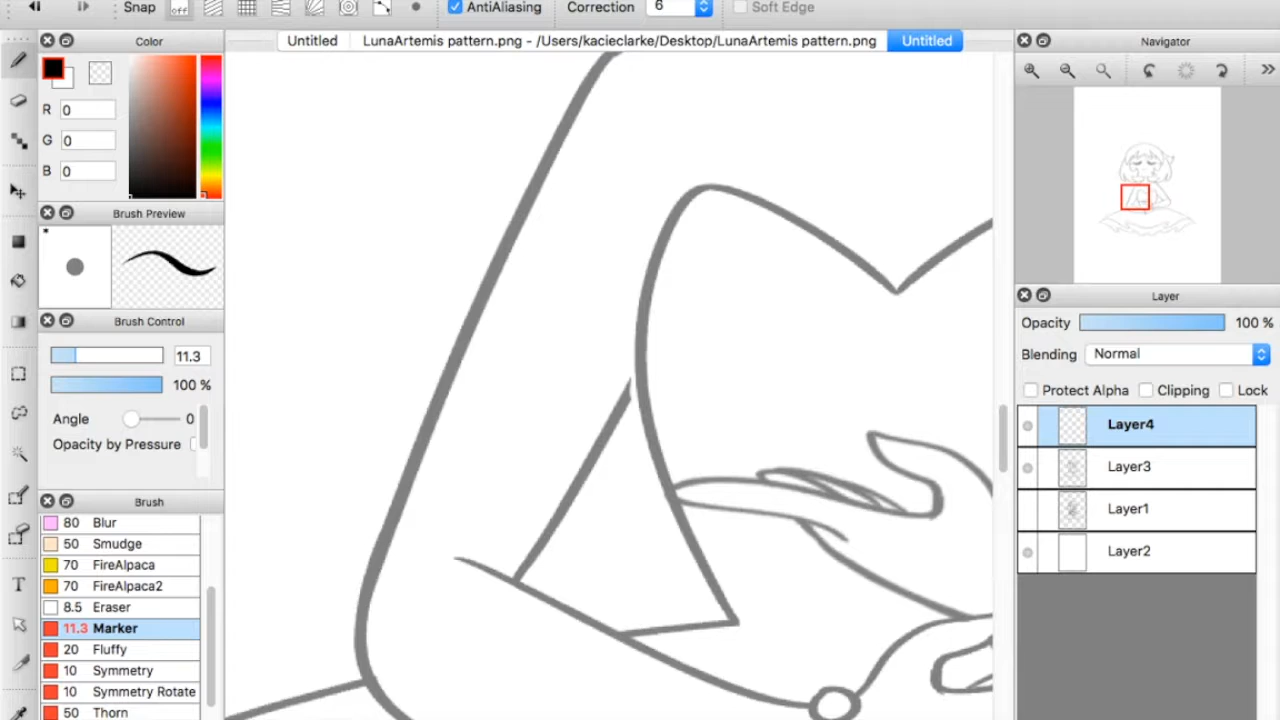 Snap off AntiAliasing Correction 6 Soft Edge
Untitled LunaArtemis pattern.png - /Users/kacieclarke/Desktop/LunaArtemis pattern.png Untitled
Color
R 0
G 0
B 0
Brush Preview
*
Brush Control
11.3
100 %
Angle 0
Opacity by Pressure
Brush
80 Blur
50 Smudge
70 FireAlpaca
70 FireAlpaca2
8.5 Eraser
11.3 Marker
20 Fluffy
10 Symmetry
10 Symmetry Rotate
50 Thorn
T
Navigator
Layer
Opacity 100 %
Blending Normal
Protect Alpha Clipping Lock
Layer4
Layer3
Layer1
Layer2